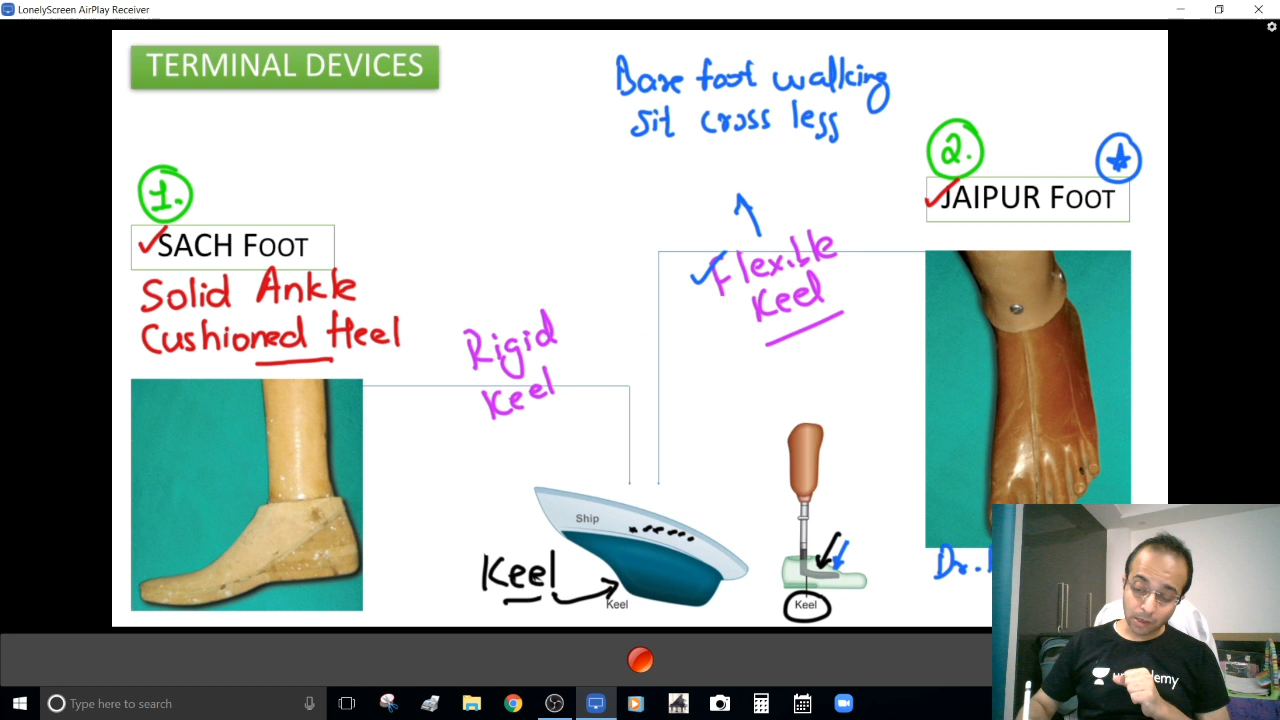 LonelyScreen AirPlay Receiver
TERMINAL DEVICES
Bare foot walking
sit cross less
1.
2.
SACH FOOT
JAIPUR FOOT
Solid Ankle
Cushioned Heel
Flexible
Keel
Rigid
Keel
Ship
Keel
Keel
Keel
Dr.
Type here to search